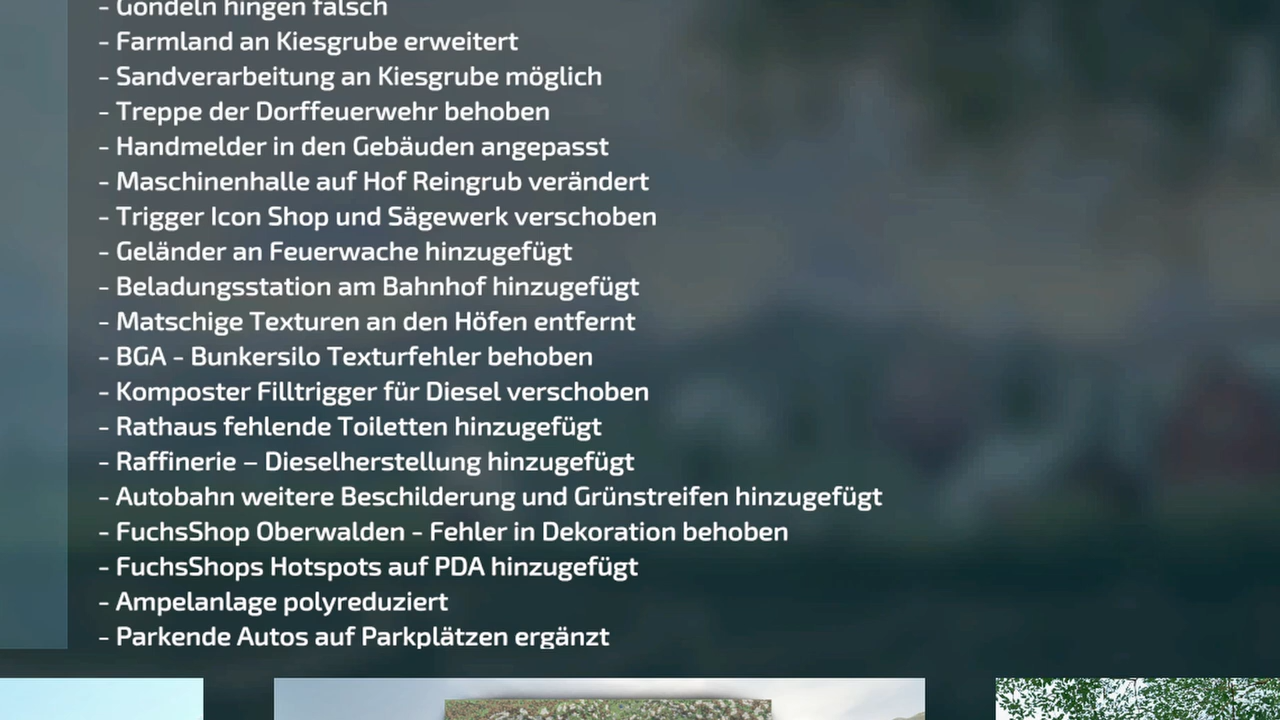 - Gondeln hingen falsch
- Farmland an Kiesgrube erweitert
- Sandverarbeitung an Kiesgrube möglich
- Treppe der Dorffeuerwehr behoben
- Handmelder in den Gebäuden angepasst
- Maschinenhalle auf Hof Reingrub verändert
- Trigger Icon Shop und Sägewerk verschoben
- Geländer an Feuerwache hinzugefügt
- Beladungsstation am Bahnhof hinzugefügt
- Matschige Texturen an den Höfen entfernt
- BGA - Bunkersilo Texturfehler behoben
- Komposter Filltrigger für Diesel verschoben
- Rathaus fehlende Toiletten hinzugefügt
- Raffinerie – Dieselherstellung hinzugefügt
- Autobahn weitere Beschilderung und Grünstreifen hinzugefügt
- FuchsShop Oberwalden - Fehler in Dekoration behoben
- FuchsShops Hotspots auf PDA hinzugefügt
- Ampelanlage polyreduziert
- Parkende Autos auf Parkplätzen ergänzt